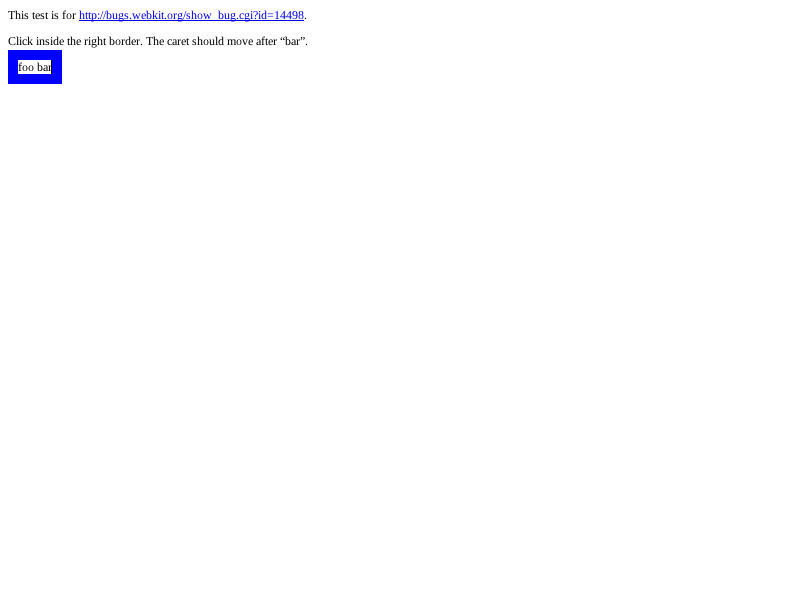 This test is for http://bugs.webkit.org/show_bug.cgi?id=14498.
Click inside the right border. The caret should move after “bar”.
foo bar